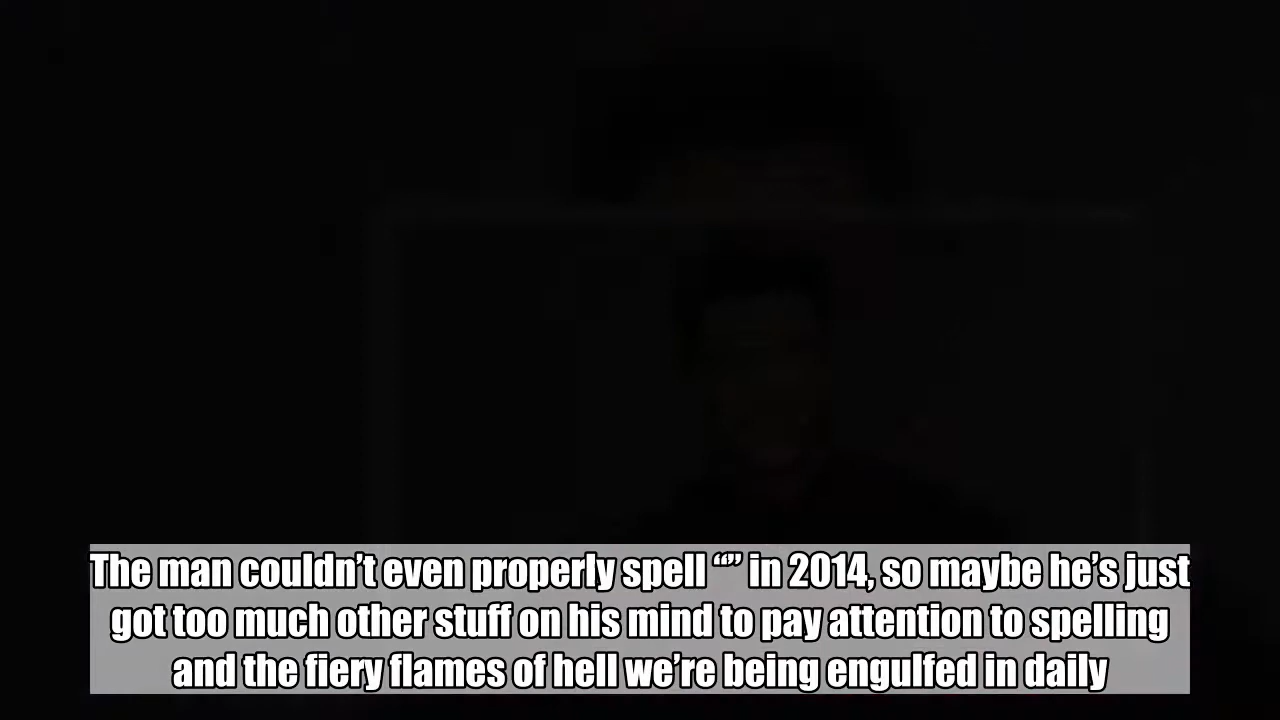 The man couldn’t even properly spell “” in 2014, so maybe he’s just
got too much other stuff on his mind to pay attention to spelling
and the fiery flames of hell we’re being engulfed in daily